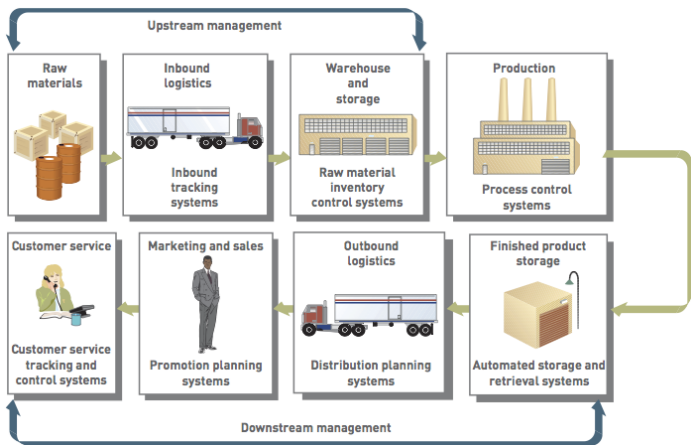 Upstream management
Raw
materials
Inbound
logistics
Inbound
tracking
systems
Warehouse
and
storage
Raw material
inventory
control systems
Production
Process control
systems
Customer service
Customer service
tracking and
control systems
Marketing and sales
Promotion planning
systems
Outbound
logistics
Distribution planning
systems
Finished product
storage
Automated storage and
retrieval systems
Downstream management